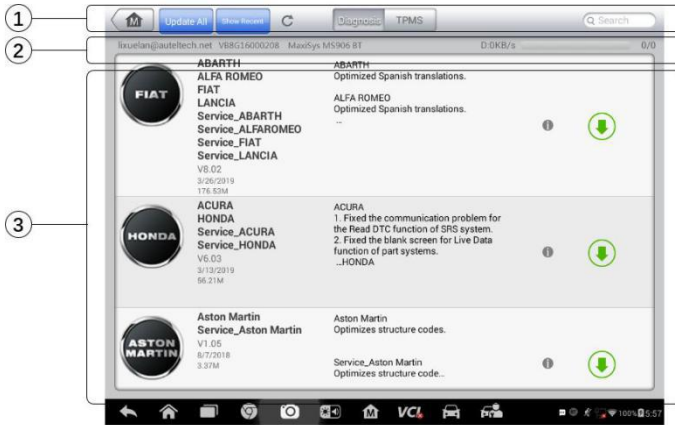 1
M
Update All
Show Recent
C
Diagnosis
TPMS
Search
2
lixuelan@auteltech.net VB8G16000208 MaxiSys MS906 BT
D:0KB/s
0/0
3
FIAT
ABARTH
ALFA ROMEO
FIAT
LANCIA
Service_ABARTH
Service_ALFAROMEO
Service_FIAT
Service_LANCIA
V8.02
3/26/2019
176.53M
ABARTH
Optimized Spanish translations.
ALFA ROMEO
Optimized Spanish translations.
...
i
HONDA
ACURA
HONDA
Service_ACURA
Service_HONDA
V6.03
3/13/2019
56.21M
ACURA
1. Fixed the communication problem for
the Read DTC function of SRS system.
2. Fixed the blank screen for Live Data
function of part systems.
...HONDA
i
ASTON
MARTIN
Aston Martin
Service_Aston Martin
V1.05
8/7/2018
3.37M
Aston Martin
Optimizes structure codes.
Service_Aston Martin
Optimizes structure code...
i
M
VCI
100%
5:57